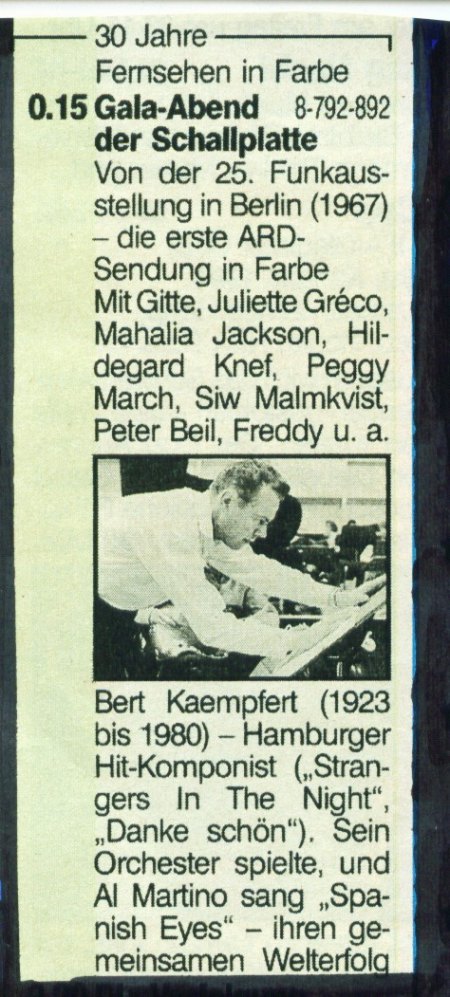 30 Jahre
Fernsehen in Farbe
0.15 Gala-Abend 8-792-892
der Schallplatte
Von der 25. Funkaus-
stellung in Berlin (1967)
– die erste ARD-
Sendung in Farbe
Mit Gitte, Juliette Gréco,
Mahalia Jackson, Hil-
degard Knef, Peggy
March, Siw Malmkvist,
Peter Beil, Freddy u. a.
Bert Kaempfert (1923
bis 1980) – Hamburger
Hit-Komponist („Stran-
gers In The Night“,
„Danke schön“). Sein
Orchester spielte, und
Al Martino sang „Spa-
nish Eyes“ – ihren ge-
meinsamen Welterfolg